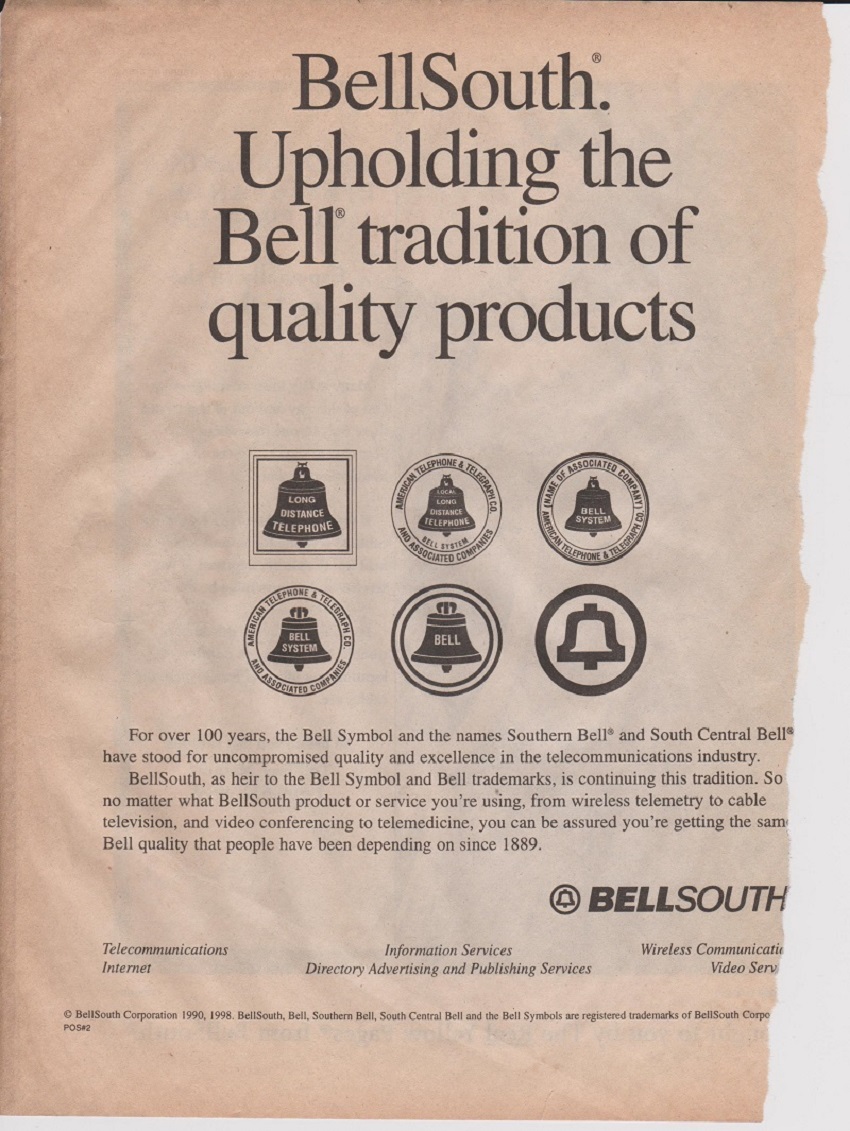 BellSouth®.
Upholding the
Bell® tradition of
quality products
LONG
DISTANCE
TELEPHONE
AMERICAN TELEPHONE & TELEGRAPH CO.
LOCAL
LONG
DISTANCE
TELEPHONE
BELL SYSTEM
AND ASSOCIATED COMPANIES
(NAME OF ASSOCIATED COMPANY)
BELL
SYSTEM
AMERICAN TELEPHONE & TELEGRAPH CO.
AMERICAN TELEPHONE & TELEGRAPH CO.
BELL
SYSTEM
AND ASSOCIATED COMPANIES
BELL
For over 100 years, the Bell Symbol and the names Southern Bell® and South Central Bell®
have stood for uncompromised quality and excellence in the telecommunications industry.
BellSouth, as heir to the Bell Symbol and Bell trademarks, is continuing this tradition. So
no matter what BellSouth product or service you're using, from wireless telemetry to cable
television, and video conferencing to telemedicine, you can be assured you're getting the sam
Bell quality that people have been depending on since 1889.
BELLSOUTH
Telecommunications Information Services Wireless Communicati
Internet Directory Advertising and Publishing Services Video Serv
© BellSouth Corporation 1990, 1998. BellSouth, Bell, Southern Bell, South Central Bell and the Bell Symbols are registered trademarks of BellSouth Corpo
POS#2